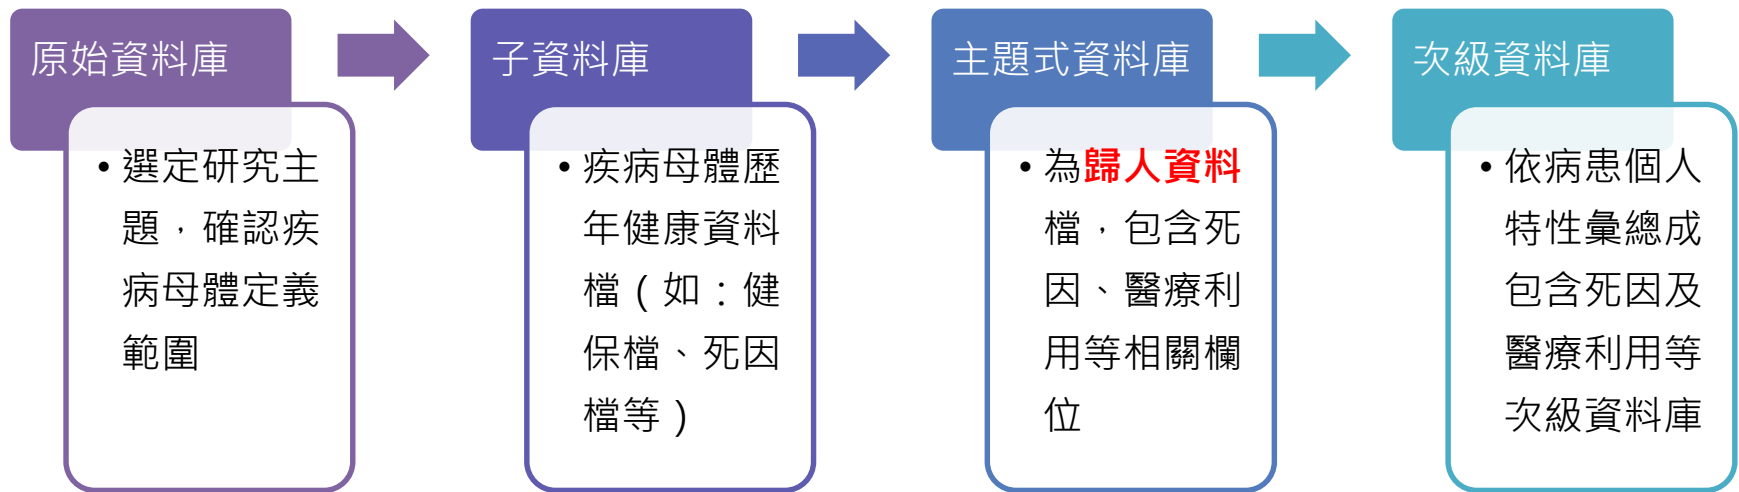 原始資料庫
• 選定研究主
題，確認疾
病母體定義
範圍
子資料庫
• 疾病母體歷
年健康資料
檔（如：健
保檔、死因
檔等）
主題式資料庫
• 為歸人資料
檔，包含死
因、醫療利
用等相關欄
位
次級資料庫
• 依病患個人
特性彙總成
包含死因及
醫療利用等
次級資料庫